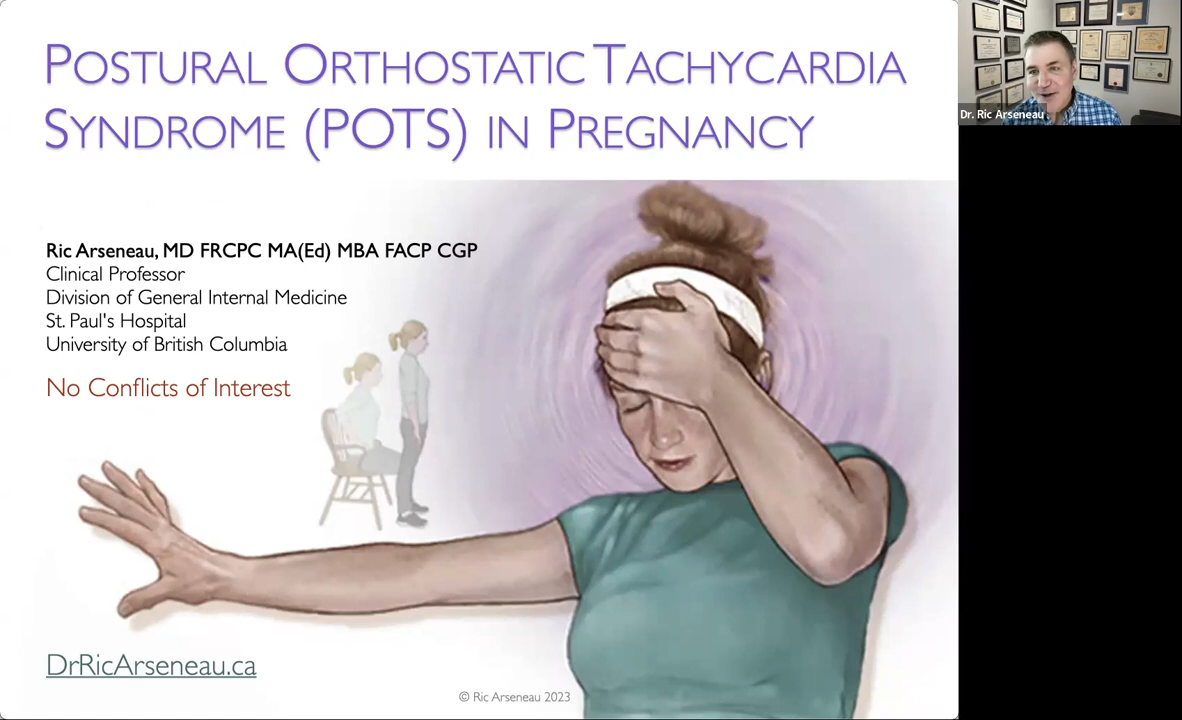 POSTURAL ORTHOSTATIC TACHYCARDIA
SYNDROME (POTS) IN PREGNANCY
Ric Arseneau, MD FRCPC MA(Ed) MBA FACP CGP
Clinical Professor
Division of General Internal Medicine
St. Paul's Hospital
University of British Columbia
No Conflicts of Interest
DrRicArseneau.ca
© Ric Arseneau 2023
Dr. Ric Arseneau